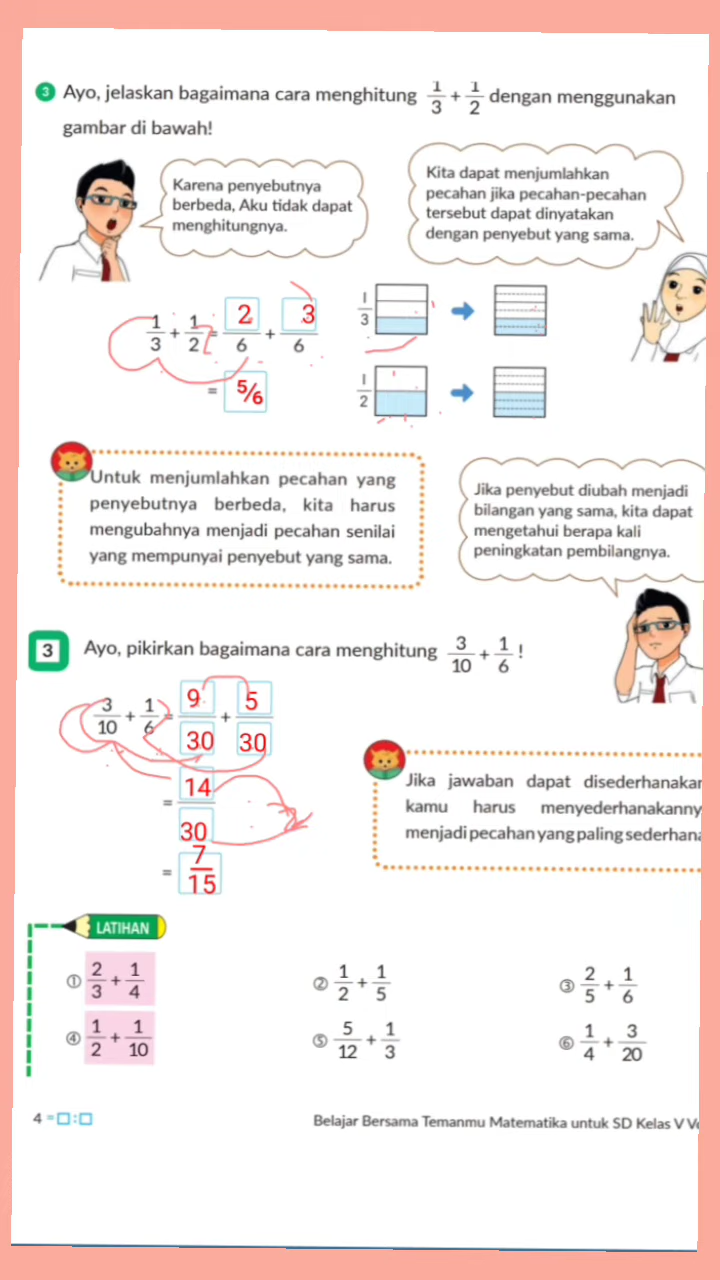 3 Ayo, jelaskan bagaimana cara menghitung 1/3 + 1/2 dengan menggunakan
gambar di bawah!
Karena penyebutnya
berbeda, Aku tidak dapat
menghitungnya.
Kita dapat menjumlahkan
pecahan jika pecahan-pecahan
tersebut dapat dinyatakan
dengan penyebut yang sama.
1/3 + 1/2 = 2/6 + 3/6
= 5/6
1/3
1/2
Untuk menjumlahkan pecahan yang
penyebutnya berbeda, kita harus
mengubahnya menjadi pecahan senilai
yang mempunyai penyebut yang sama.
Jika penyebut diubah menjadi
bilangan yang sama, kita dapat
mengetahui berapa kali
peningkatan pembilangnya.
3 Ayo, pikirkan bagaimana cara menghitung 3/10 + 1/6 !
3/10 + 1/6 = 9/30 + 5/30
= 14/30
= 7/15
Jika jawaban dapat disederhanakan
kamu harus menyederhanakanny
menjadi pecahan yang paling sederhana
LATIHAN
① 2/3 + 1/4
② 1/2 + 1/5
③ 2/5 + 1/6
④ 1/2 + 1/10
⑤ 5/12 + 1/3
⑥ 1/4 + 3/20
4 = □ : □
Belajar Bersama Temanmu Matematika untuk SD Kelas V Vo